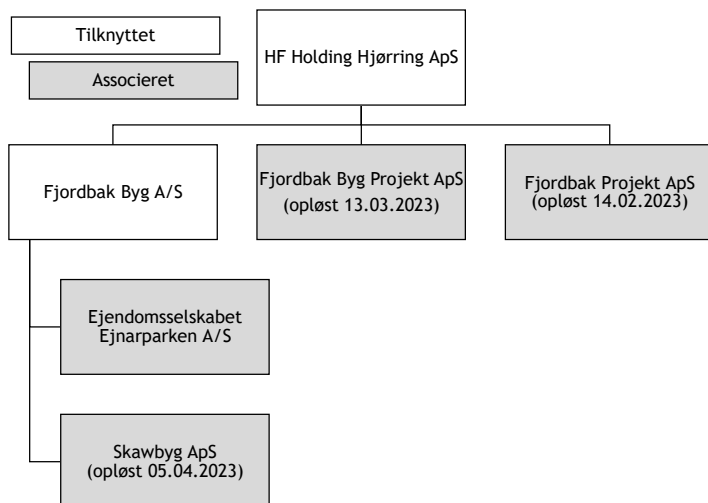 Tilknyttet
Associeret
HF Holding Hjørring ApS
Fjordbak Byg A/S
Fjordbak Byg Projekt ApS
(opløst 13.03.2023)
Fjordbak Projekt ApS
(opløst 14.02.2023)
Ejendomsselskabet
Ejnarparken A/S
Skawbyg ApS
(opløst 05.04.2023)